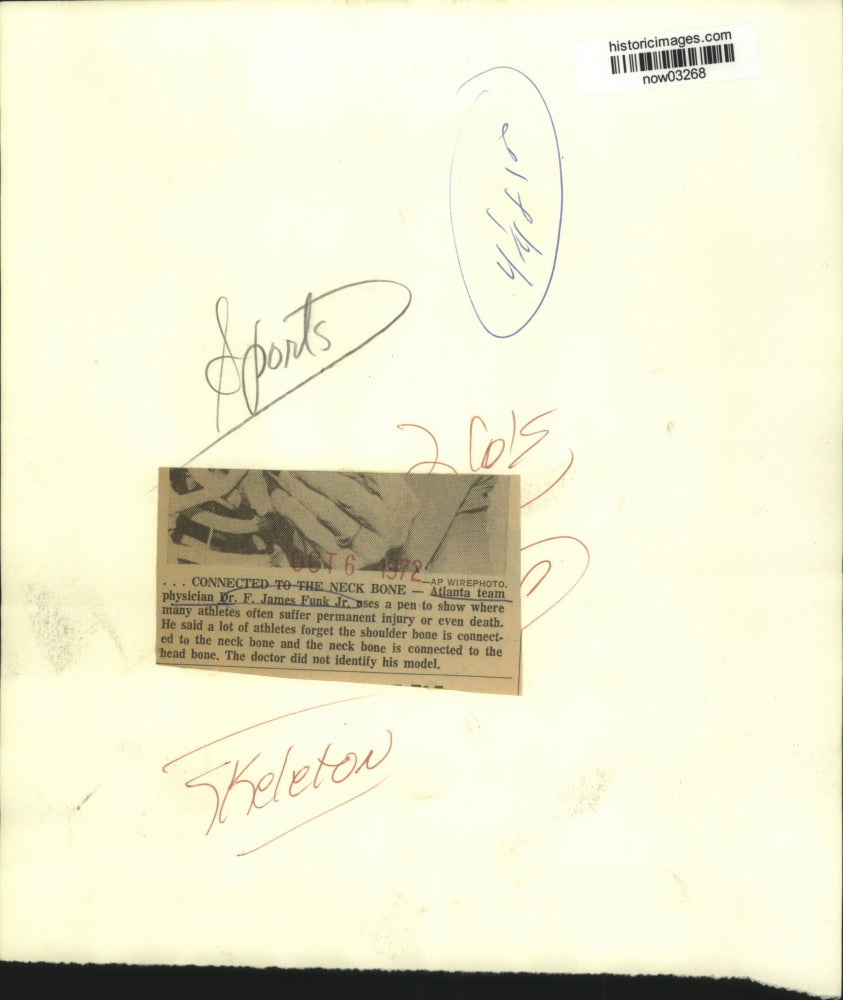 historicimages.com
now03268
Sports
2 Cols
OCT 6 1972
—AP WIREPHOTO.
. . . CONNECTED TO THE NECK BONE — Atlanta team
physician Dr. F. James Funk Jr. uses a pen to show where
many athletes often suffer permanent injury or even death.
He said a lot of athletes forget the shoulder bone is connect-
ed to the neck bone and the neck bone is connected to the
head bone. The doctor did not identify his model.
Skeleton